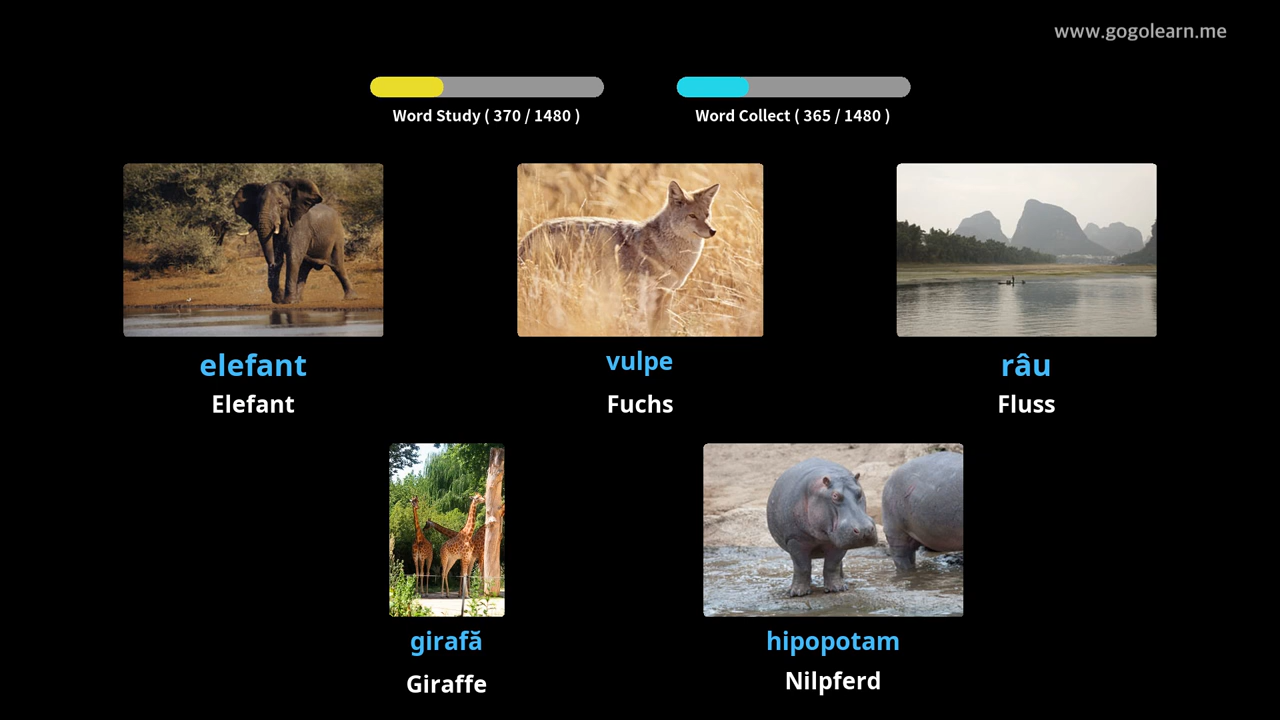 www.gogolearn.me
Word Study ( 370 / 1480 )
Word Collect ( 365 / 1480 )
elefant
Elefant
vulpe
Fuchs
râu
Fluss
girafă
Giraffe
hipopotam
Nilpferd